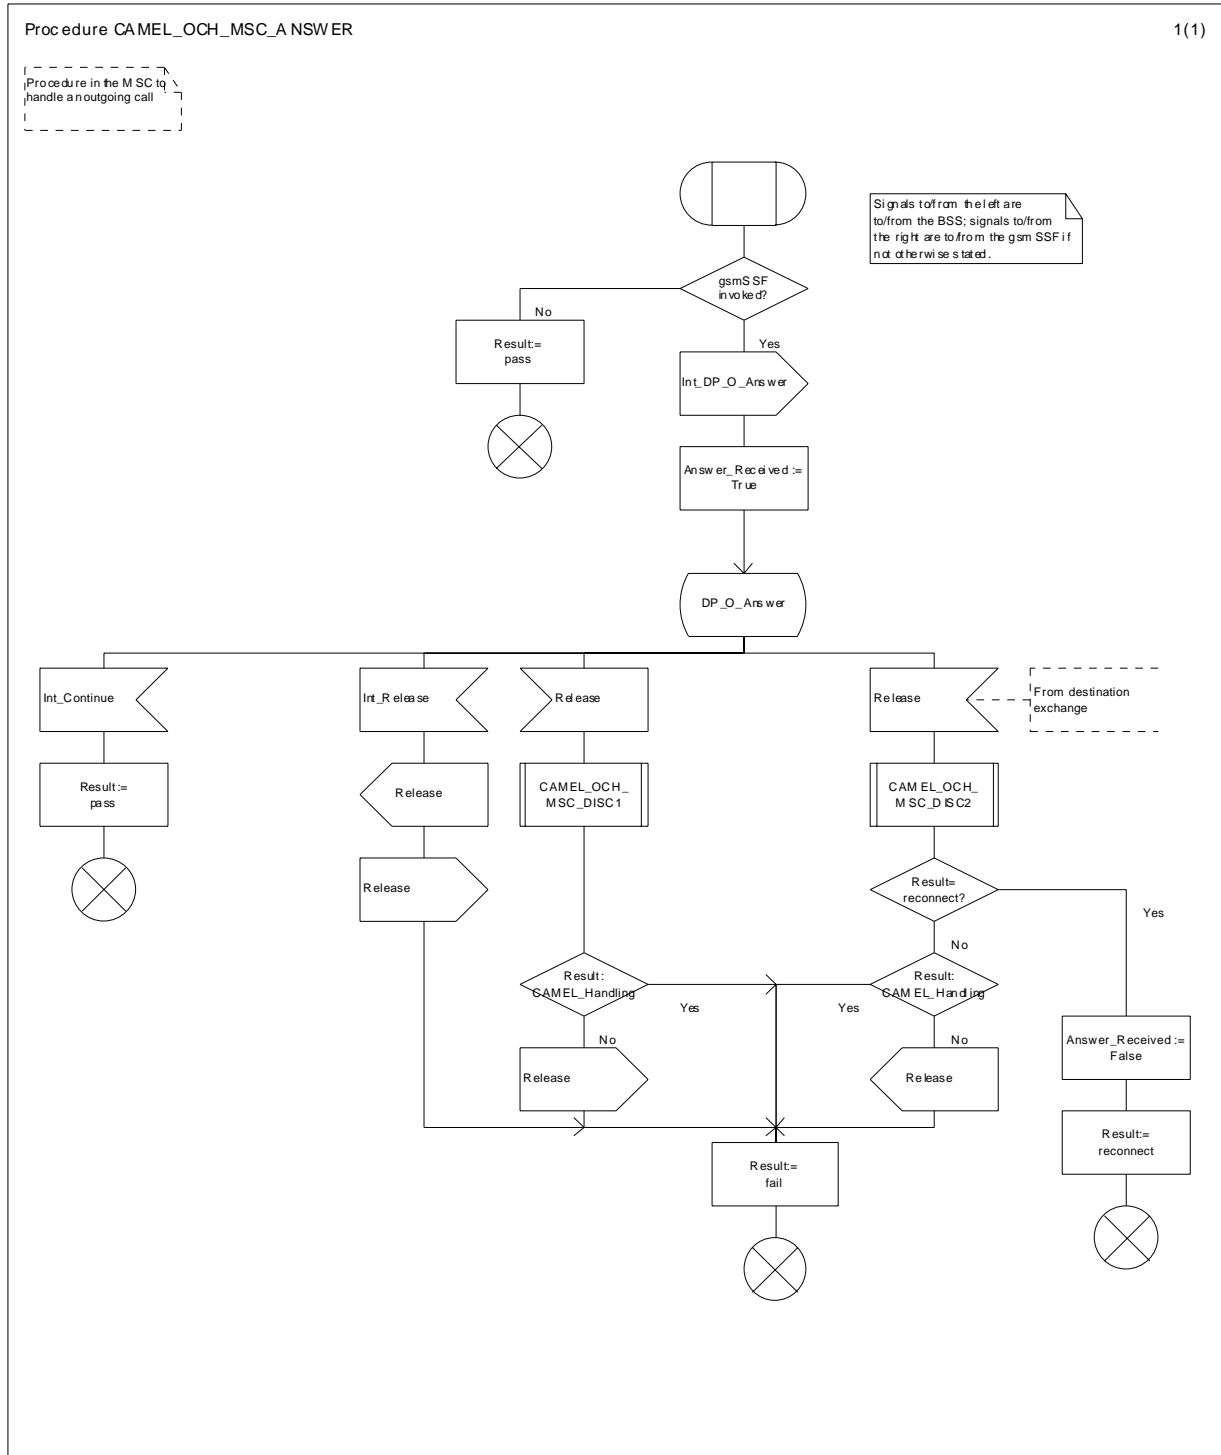 Procedure CAMEL_OCH_MSC_ANSWER
1(1)
Procedure in the MSC to
handle an outgoing call
Signals to/from the left are
to/from the BSS; signals to/from
the right are to/from the gsmSSF if
not otherwise stated.
gsmSSF
invoked?
No
Yes
Result:=
pass
Int_DP_O_Answer
Answer_Received:=
True
DP_O_Answer
Int_Continue
Int_Release
Release
Release
From destination
exchange
Result:=
pass
Release
CAMEL_OCH_
MSC_DISC1
CAMEL_OCH_
MSC_DISC2
Release
Result=
reconnect?
Yes
No
Result:
CAMEL_Handling
Yes
Result:
CAMEL_Handling
Yes
No
No
Release
Release
Answer_Received:=
False
Result:=
reconnect
Result:=
fail